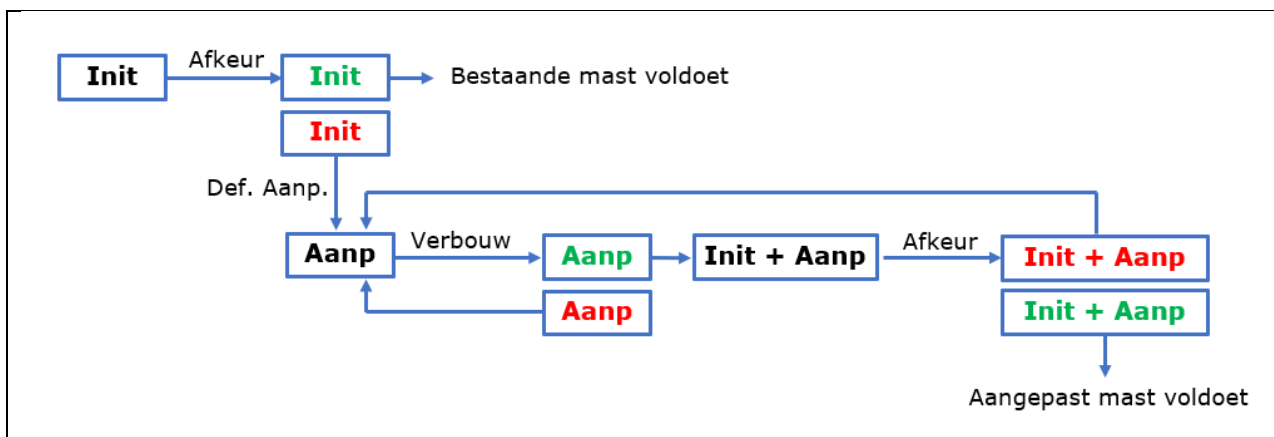 Afkeur
Init
Init
Bestaande mast voldoet
Init
Def. Aanp.
Aanp
Verbouw
Aanp
Init + Aanp
Afkeur
Init + Aanp
Aanp
Init + Aanp
Aangepast mast voldoet